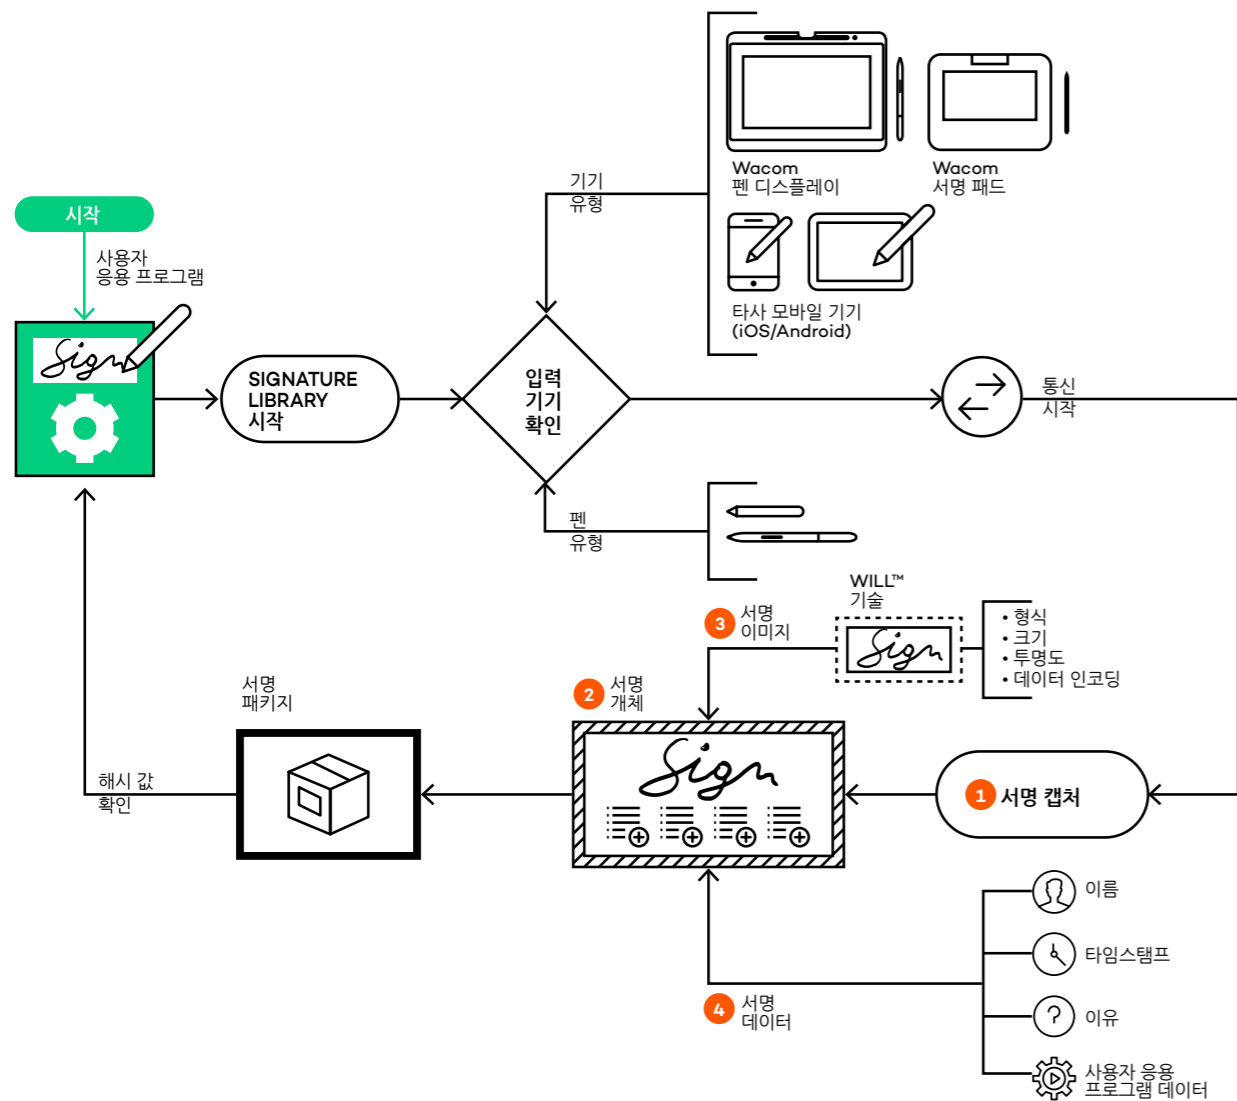 Wacom
펜 디스플레이
Wacom
서명 패드
기기
유형
시작
사용자
응용 프로그램
타사 모바일 기기
(iOS/Android)
Sign
SIGNATURE
LIBRARY
시작
입력
기기
확인
통신
시작
펜
유형
WILL™
기술
3 서명
이미지
Sign
• 형식
• 크기
• 투명도
• 데이터 인코딩
2 서명
개체
서명
패키지
Sign
해시 값
확인
1 서명 캡처
이름
타임스탬프
4 서명
데이터
?
이유
사용자 응용
프로그램 데이터